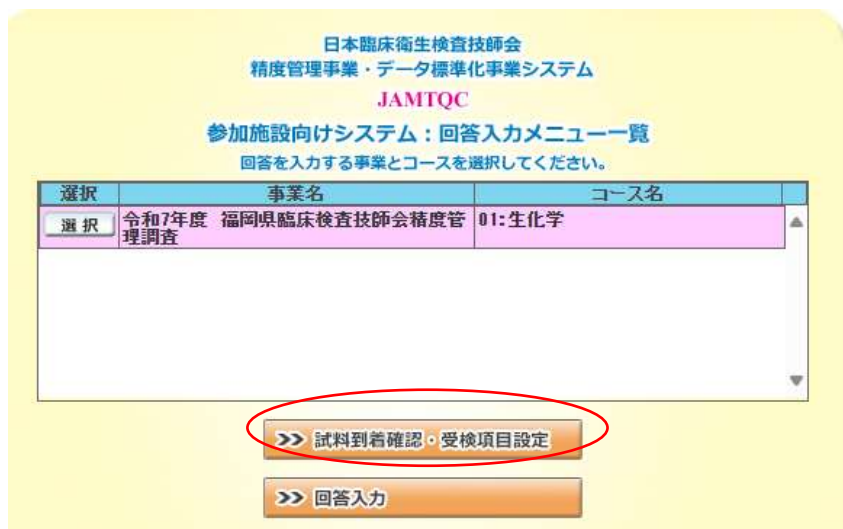 日本臨床衛生検査技師会
精度管理事業・データ標準化事業システム
JAMTQC
参加施設向けシステム：回答入力メニュー一覧
回答を入力する事業とコースを選択してください。
選択 事業名 コース名
選択 令和7年度 福岡県臨床検査技師会精度管 01:生化学
理調査
>> 試料到着確認・受検項目設定
>> 回答入力